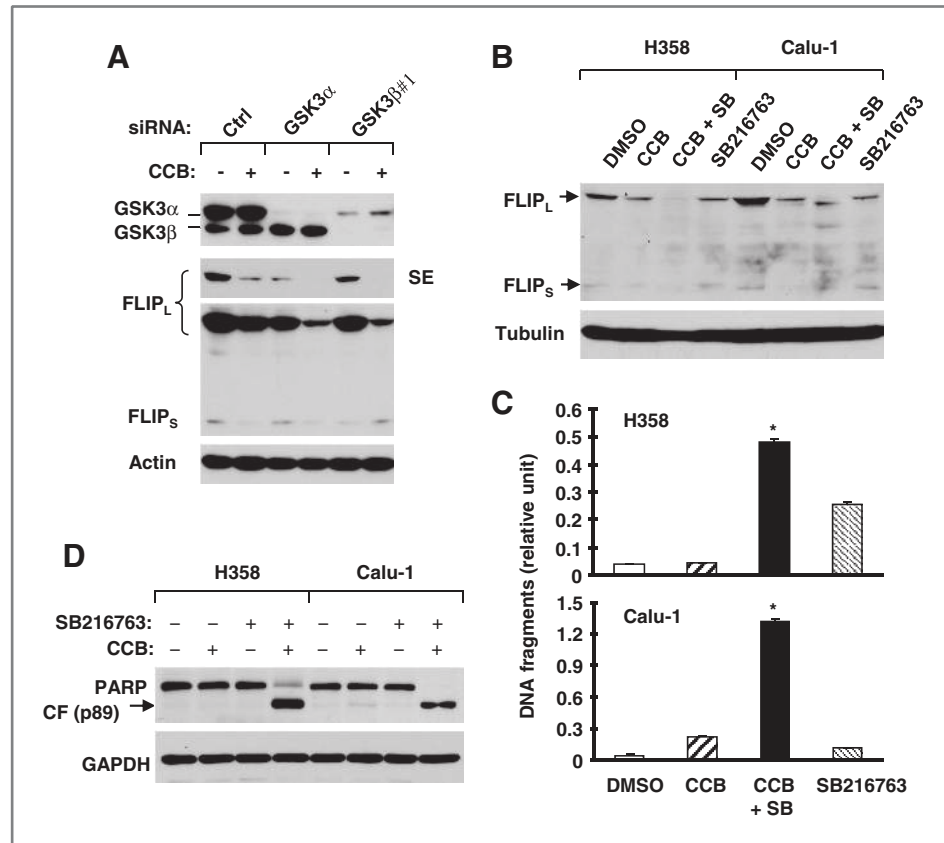 A
siRNA: Ctrl GSK3α GSK3β#1
CCB: - + - + - +
GSK3α
GSK3β
FLIPL
SE
FLIPS
Actin
B
H358 Calu-1
DMSO CCB CCB + SB SB216763 DMSO CCB CCB + SB SB216763
FLIPL
FLIPS
Tubulin
C
DNA fragments (relative unit)
H358
0.6
0.5
0.4
0.3
0.2
0.1
0
*
Calu-1
1.5
1.2
0.9
0.6
0.3
0
*
DMSO CCB CCB + SB SB216763
D
H358 Calu-1
SB216763: – – + + – – + +
CCB: – + – + – + – +
PARP
CF (p89)
GAPDH